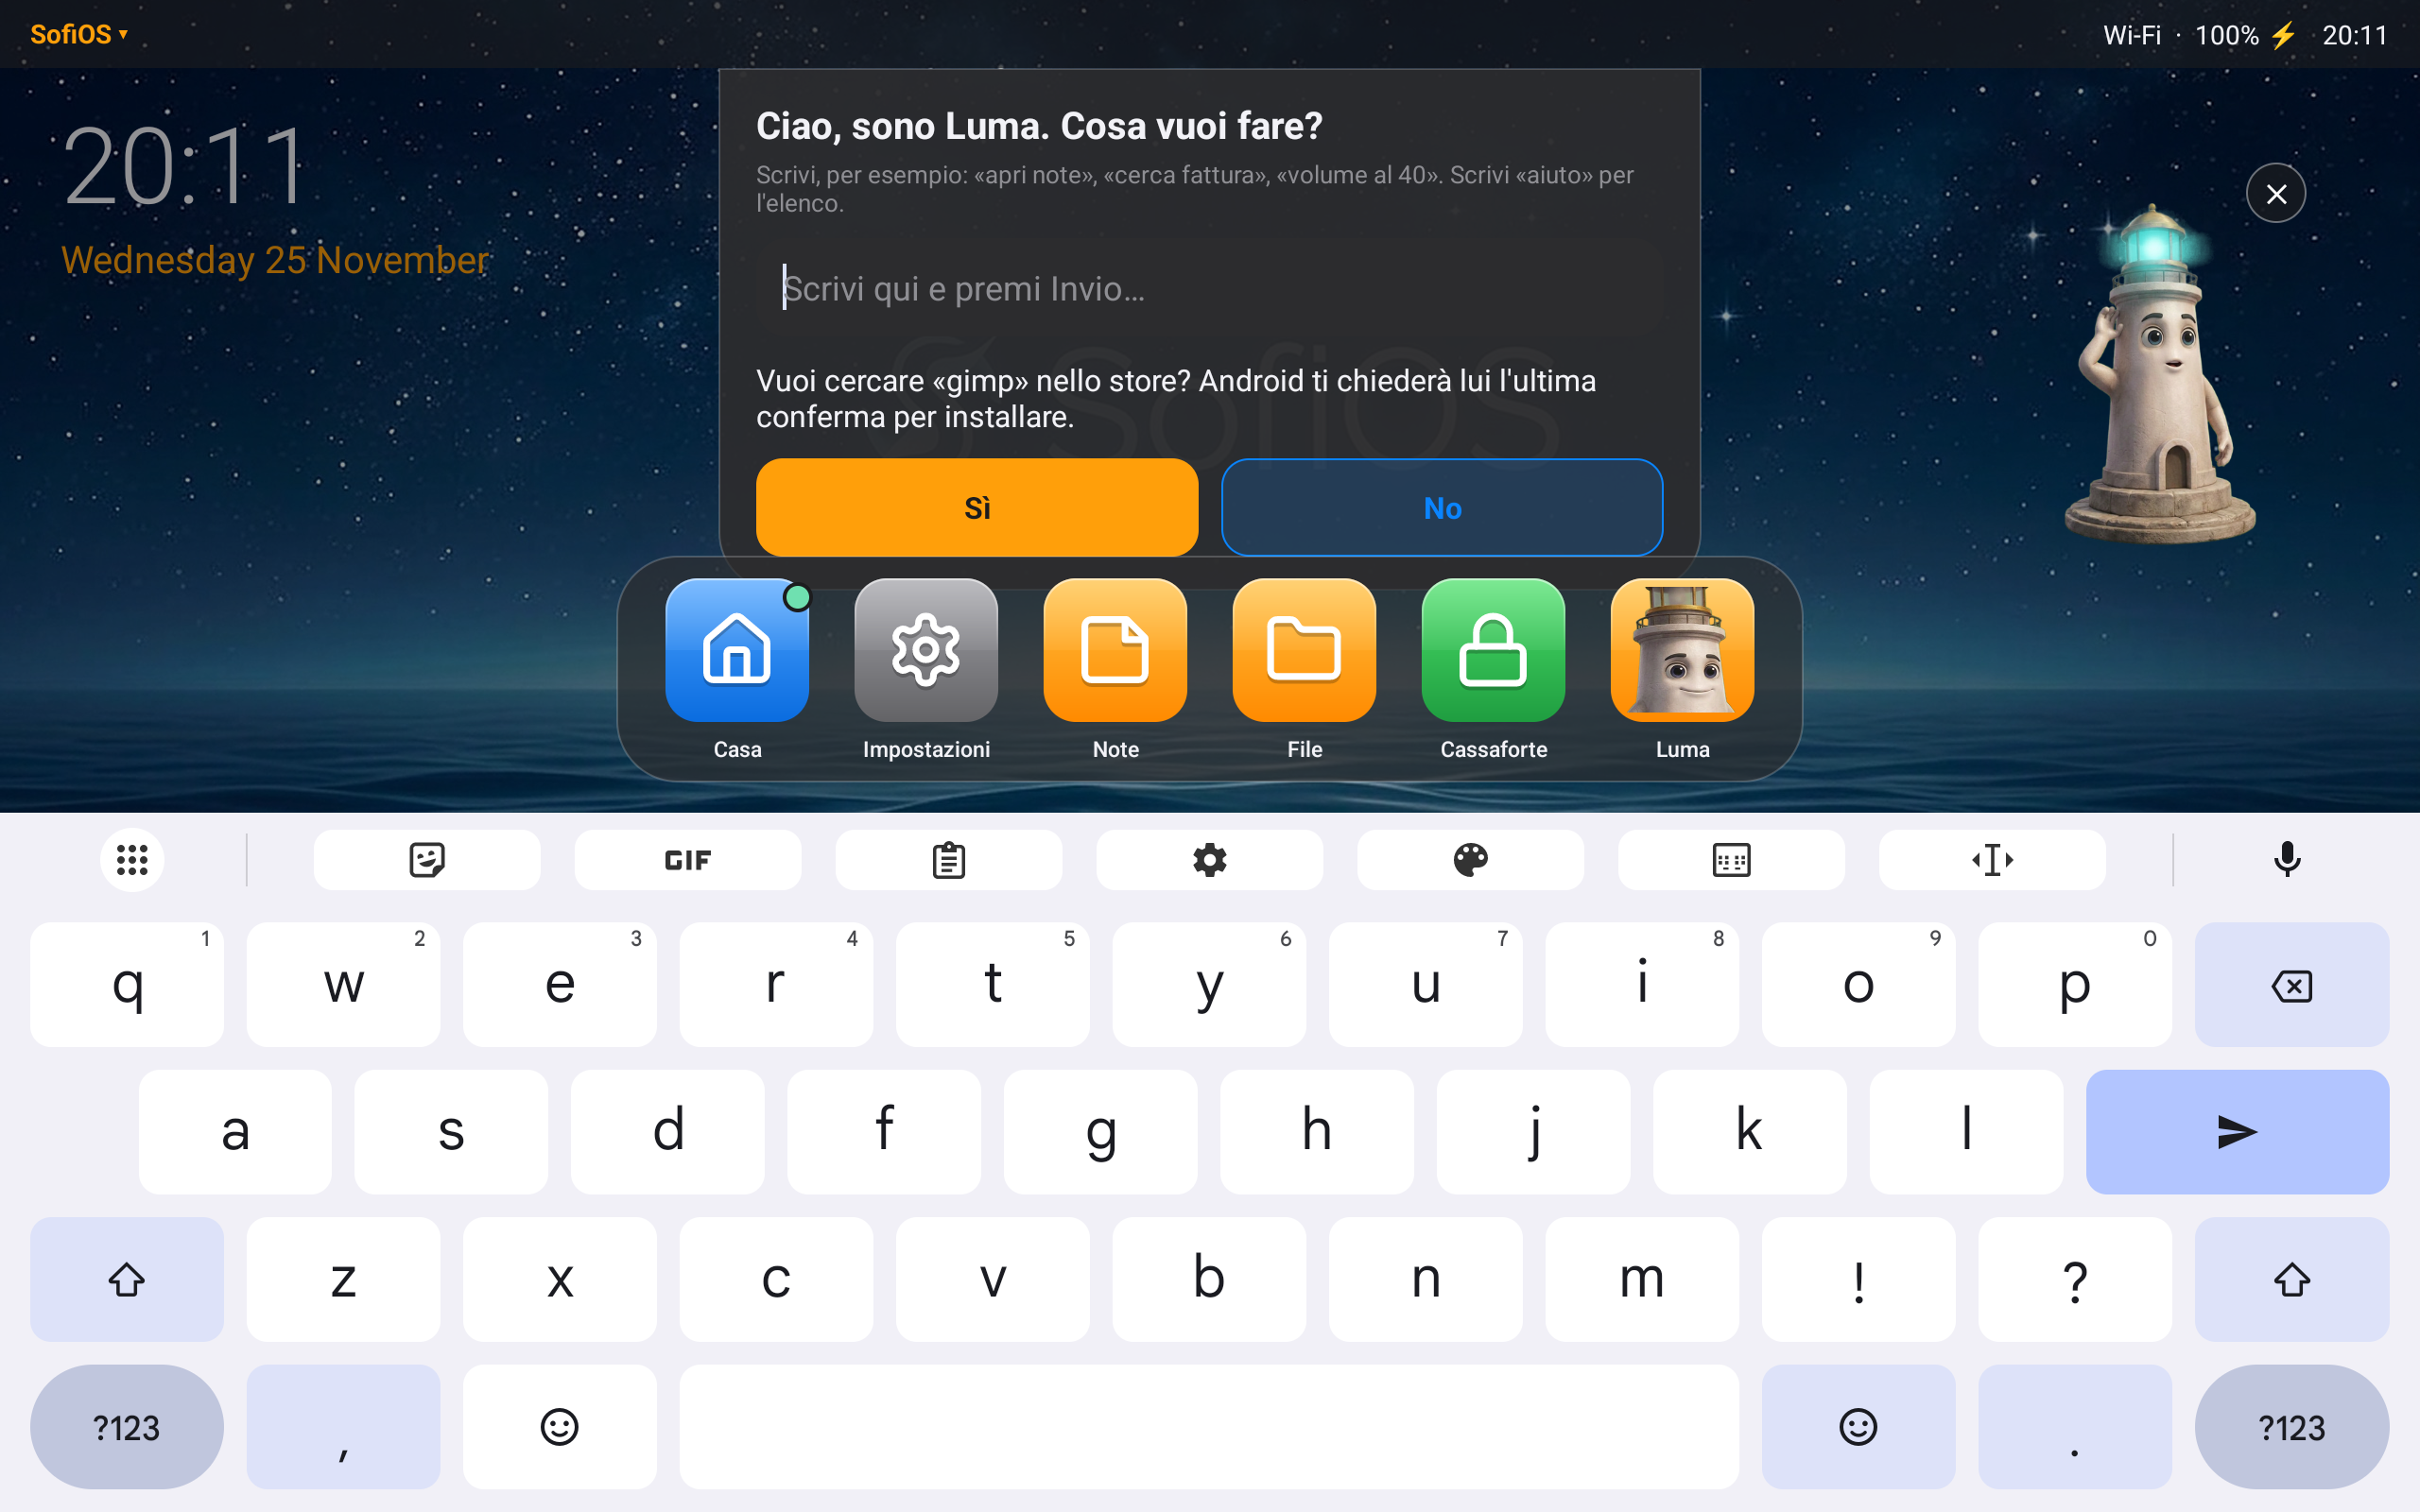 SofiOS ▾
Wi-Fi · 100% ⚡ 20:11
20:11
Wednesday 25 November
Ciao, sono Luma. Cosa vuoi fare?
Scrivi, per esempio: «apri note», «cerca fattura», «volume al 40». Scrivi «aiuto» per
l'elenco.
Scrivi qui e premi Invio...
SofiOS
Vuoi cercare «gimp» nello store? Android ti chiederà lui l'ultima
conferma per installare.
Sì
No
Casa
Impostazioni
Note
File
Cassaforte
Luma
GIF
q 1 w 2 e 3 r 4 t 5 y 6 u 7 i 8 o 9 p 0
a s d f g h j k l
z x c v b n m ! ?
?123 , . ?123